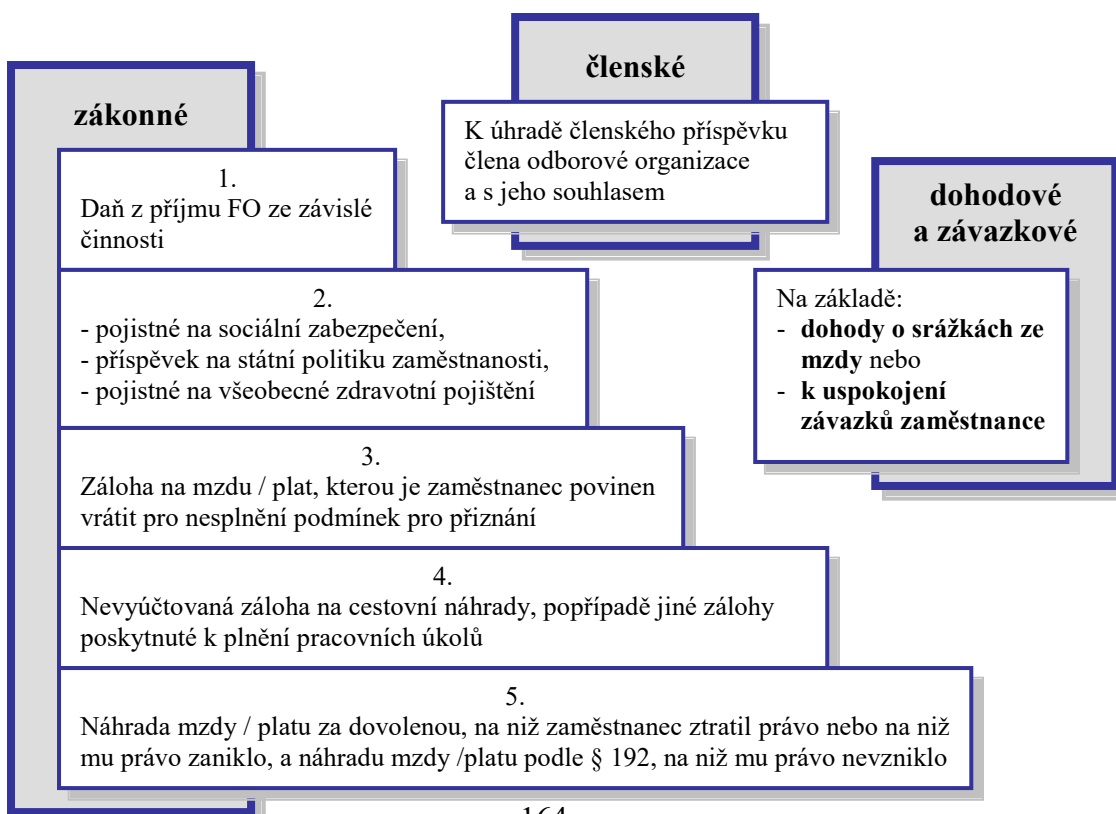 zákonné
1.
Daň z příjmu FO ze závislé
činnosti
2.
- pojistné na sociální zabezpečení,
- příspěvek na státní politiku zaměstnanosti,
- pojistné na všeobecné zdravotní pojištění
3.
Záloha na mzdu / plat, kterou je zaměstnanec povinen
vrátit pro nesplnění podmínek pro přiznání
4.
Nevyúčtovaná záloha na cestovní náhrady, popřípadě jiné zálohy
poskytnuté k plnění pracovních úkolů
5.
Náhrada mzdy / platu za dovolenou, na niž zaměstnanec ztratil právo nebo na niž
mu právo zaniklo, a náhradu mzdy /platu podle § 192, na niž mu právo nevzniklo
členské
K úhradě členského příspěvku
člena odborové organizace
a s jeho souhlasem
dohodové
a závazkové
Na základě:
- dohody o srážkách ze
mzdy nebo
- k uspokojení
závazků zaměstnance
164